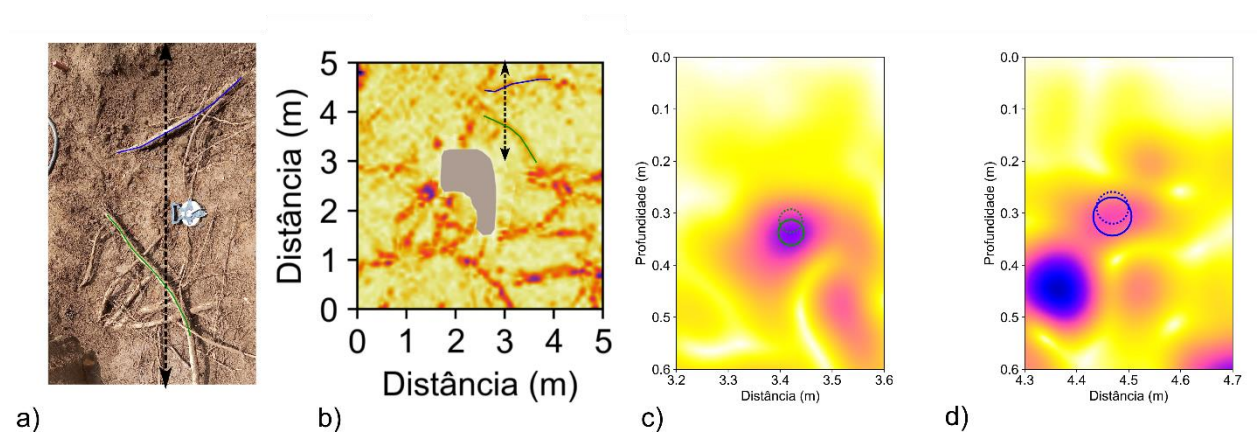 5
4
3
2
1
0
Distância (m)
0 1 2 3 4 5
Distância (m)
0.0
0.1
0.2
0.3
0.4
0.5
0.6
Profundidade (m)
3.2 3.3 3.4 3.5 3.6
Distância (m)
0.0
0.1
0.2
0.3
0.4
0.5
0.6
Profundidade (m)
4.3 4.4 4.5 4.6 4.7
Distância (m)
a) b) c) d)